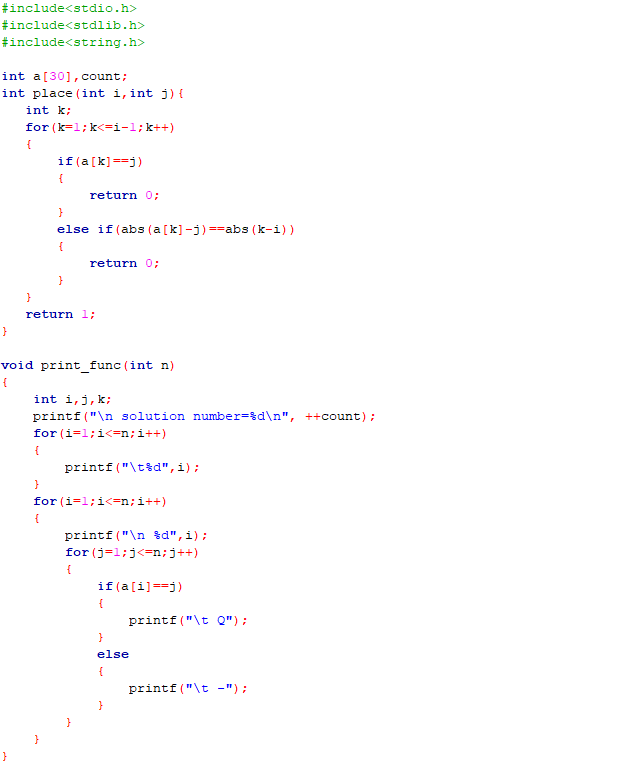 #include<stdio.h>
#include<stdlib.h>
#include<string.h>

int a[30],count;
int place(int i,int j){
   int k;
   for(k=1;k<=i-1;k++)
   {
       if(a[k]==j)
       {
           return 0;
       }
       else if(abs(a[k]-j)==abs(k-i))
       {
           return 0;
       }
   }
   return 1;
}

void print_func(int n)
{
    int i,j,k;
    printf("\n solution number=%d\n", ++count);
    for(i=1;i<=n;i++)
    {
        printf("\t%d",i);
    }
    for(i=1;i<=n;i++)
    {
        printf("\n %d",i);
        for(j=1;j<=n;j++)
        {
            if(a[i]==j)
            {
                printf("\t Q");
            }
            else
            {
                printf("\t -");
            }
        }
    }
}